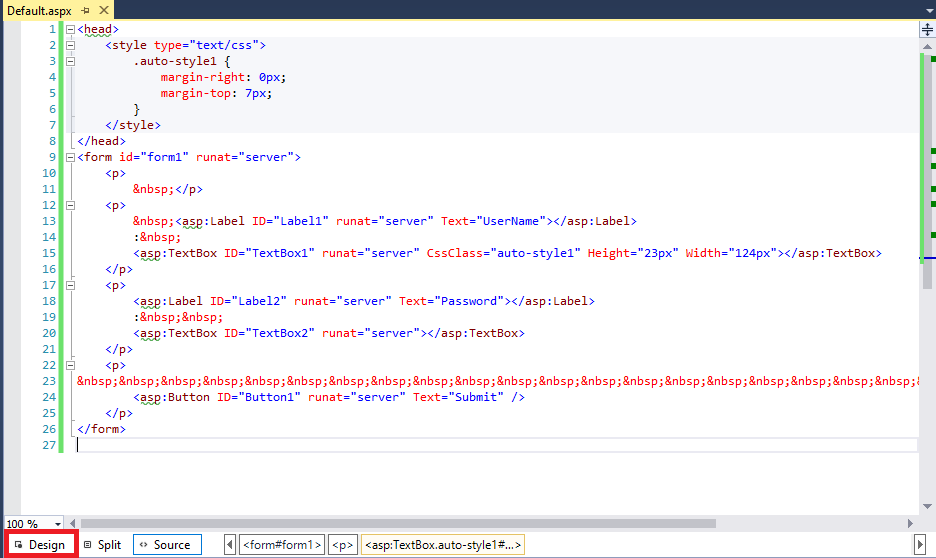 Default.aspx
1 <head>
2 <style type="text/css">
3 .auto-style1 {
4 margin-right: 0px;
5 margin-top: 7px;
6 }
7 </style>
8 </head>
9 <form id="form1" runat="server">
10 <p>
11 &nbsp;</p>
12 <p>
13 &nbsp;<asp:Label ID="Label1" runat="server" Text="UserName"></asp:Label>
14 :&nbsp;
15 <asp:TextBox ID="TextBox1" runat="server" CssClass="auto-style1" Height="23px" Width="124px"></asp:TextBox>
16 </p>
17 <p>
18 <asp:Label ID="Label2" runat="server" Text="Password"></asp:Label>
19 :&nbsp;&nbsp;
20 <asp:TextBox ID="TextBox2" runat="server"></asp:TextBox>
21 </p>
22 <p>
23 &nbsp;&nbsp;&nbsp;&nbsp;&nbsp;&nbsp;&nbsp;&nbsp;&nbsp;&nbsp;&nbsp;&nbsp;&nbsp;&nbsp;&nbsp;&nbsp;&nbsp;&nbsp;&nbsp;&nbsp;&
24 <asp:Button ID="Button1" runat="server" Text="Submit" />
25 </p>
26 </form>
27
100 %
Design Split Source <form#form1> <p> <asp:TextBox.auto-style1#...>